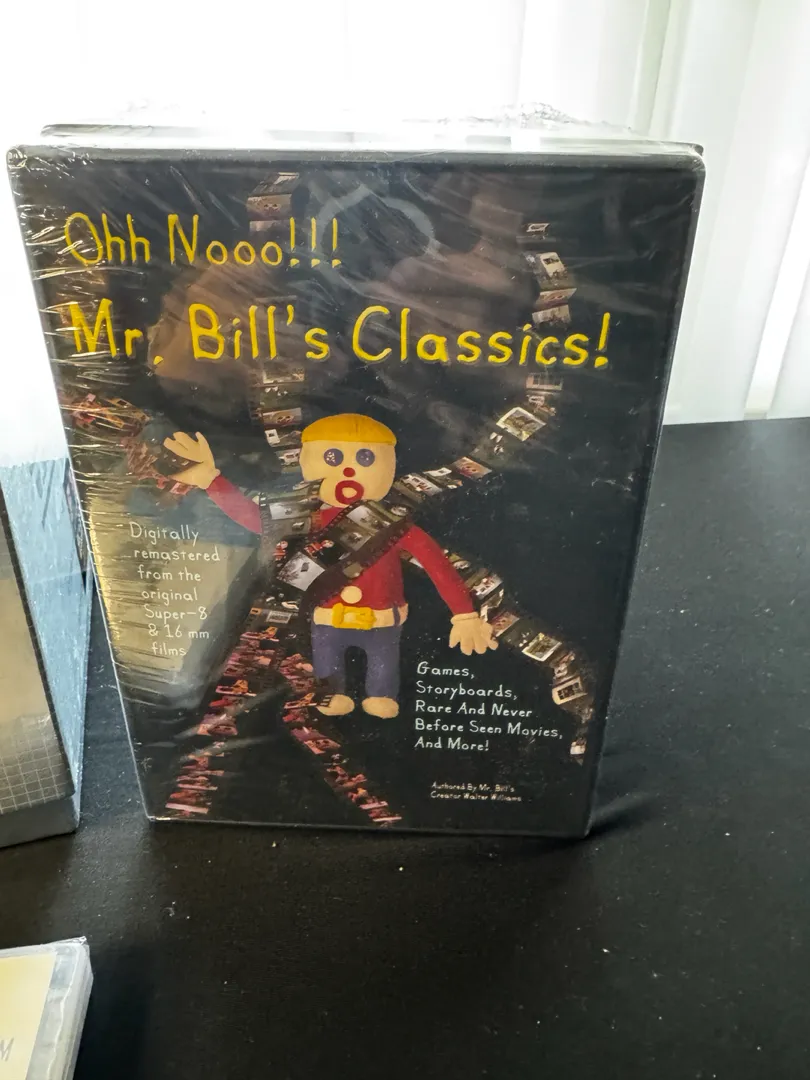 Ohh Nooo!!!
Mr. Bill's Classics!
Digitally
remastered
from the
original
Super-8
& 16 mm
films
Games,
Storyboards,
Rare And Never
Before Seen Movies,
And More!
Authored By Mr. Bill's
Creator Walter Williams
M